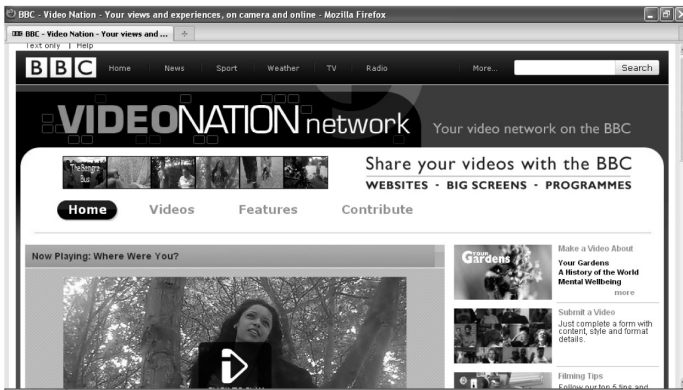 BBC - Video Nation - Your views and experiences, on camera and online - Mozilla Firefox
BBC - Video Nation - Your views and ...
Text only | Help
BBC Home News Sport Weather TV Radio More... Search
VIDEO NATION network
Your video network on the BBC
The Bangra Bus
Share your videos with the BBC
WEBSITES - BIG SCREENS - PROGRAMMES
Home Videos Features Contribute
Now Playing: Where Were You?
YOUR Gardens
Make a Video About
Your Gardens
A History of the World
Mental Wellbeing
more
Submit a Video
Just complete a form with
content, style and format
details.
Filming Tips
Follow our top 5 tips and